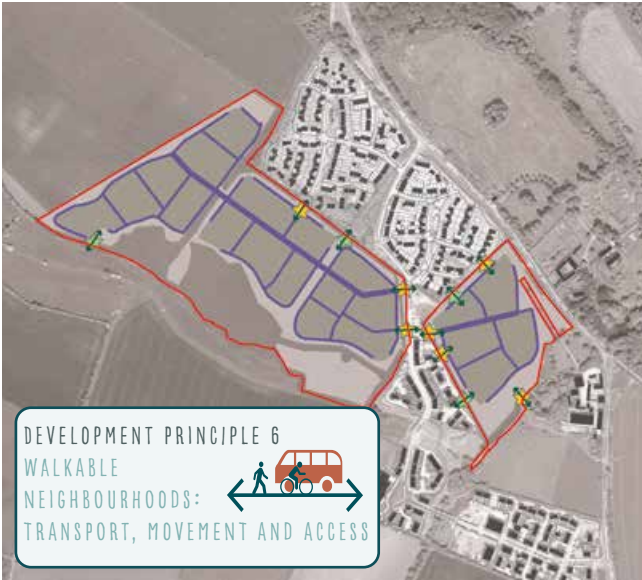 DEVELOPMENT PRINCIPLE 6
WALKABLE
NEIGHBOURHOODS:
TRANSPORT, MOVEMENT AND ACCESS